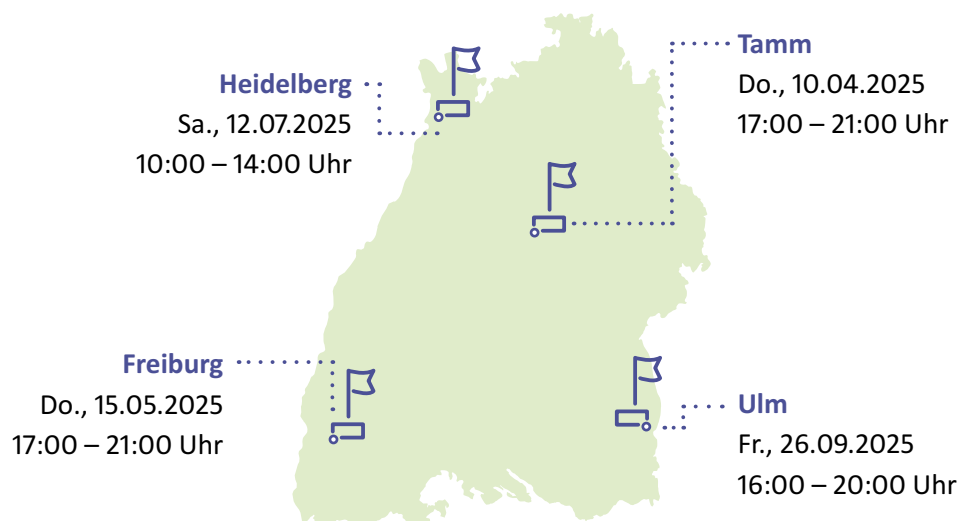 Heidelberg
Sa., 12.07.2025
10:00 – 14:00 Uhr
Tamm
Do., 10.04.2025
17:00 – 21:00 Uhr
Freiburg
Do., 15.05.2025
17:00 – 21:00 Uhr
Ulm
Fr., 26.09.2025
16:00 – 20:00 Uhr